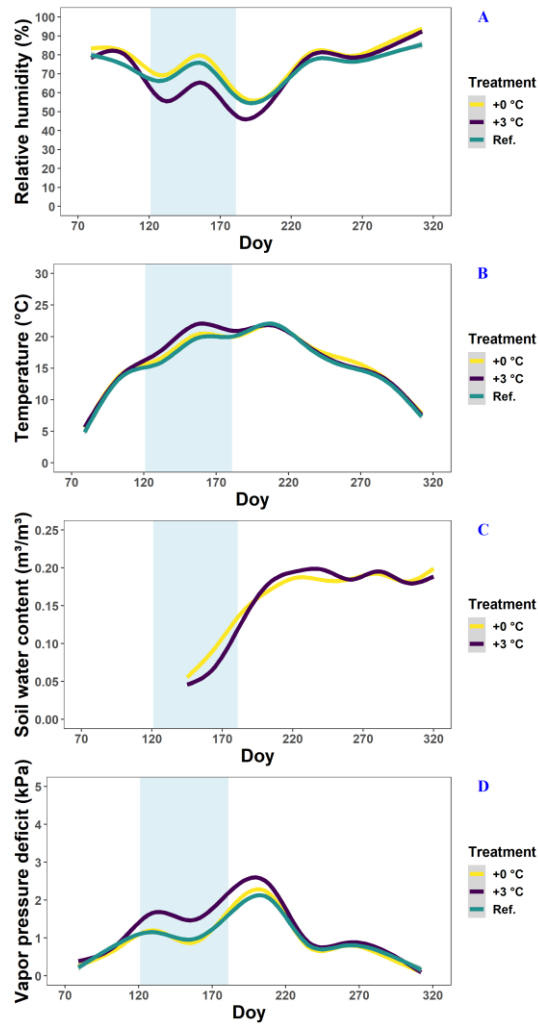 A
Relative humidity (%)
100
90
80
70
60
50
40
30
20
10
0
70 120 170 220 270 320
Doy
Treatment
+0 °C
+3 °C
Ref.
B
Temperature (°C)
30
25
20
15
10
5
0
70 120 170 220 270 320
Doy
Treatment
+0 °C
+3 °C
Ref.
C
Soil water content (m³/m³)
0.25
0.20
0.15
0.10
0.05
0.00
70 120 170 220 270 320
Doy
Treatment
+0 °C
+3 °C
D
Vapor pressure deficit (kPa)
5
4
3
2
1
0
70 120 170 220 270 320
Doy
Treatment
+0 °C
+3 °C
Ref.